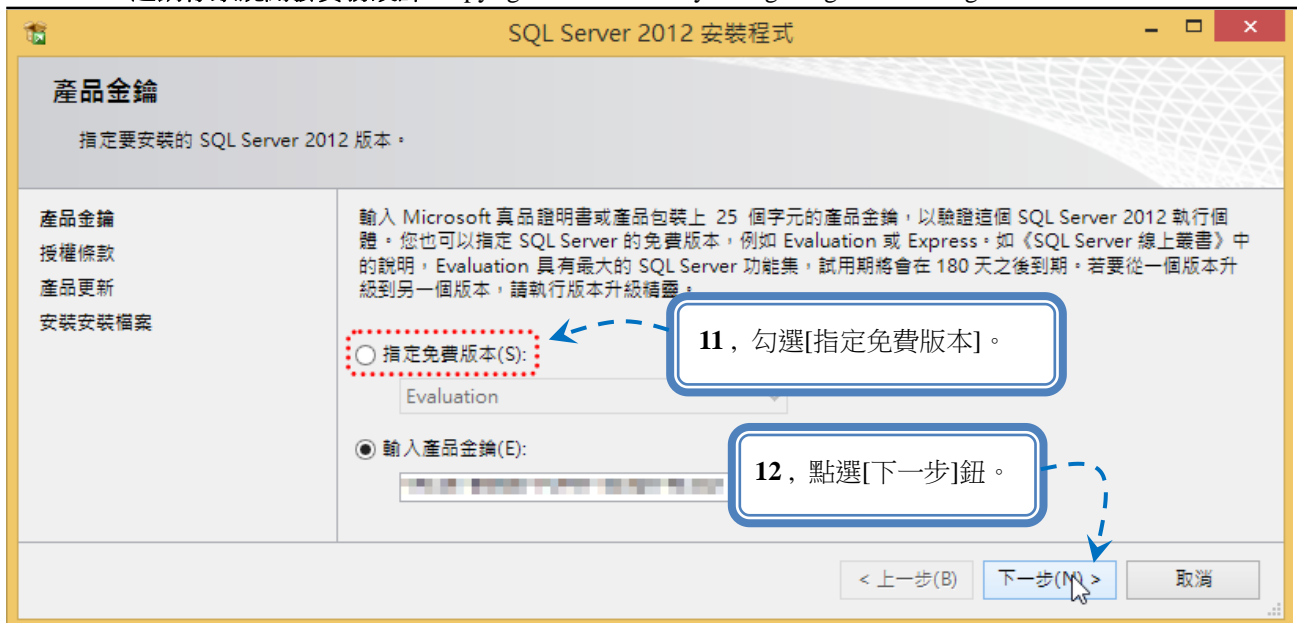 SQL Server 2012 安裝程式
產品金鑰
指定要安裝的 SQL Server 2012 版本。
產品金鑰
授權條款
產品更新
安裝安裝檔案
輸入 Microsoft 真品證明書或產品包裝上 25 個字元的產品金鑰，以驗證這個 SQL Server 2012 執行個
體。您也可以指定 SQL Server 的免費版本，例如 Evaluation 或 Express。如《SQL Server 線上叢書》中
的說明，Evaluation 具有最大的 SQL Server 功能集，試用期將會在 180 天之後到期。若要從一個版本升
級到另一個版本，請執行版本升級精靈。
指定免費版本(S):
11 , 勾選[指定免費版本]。
Evaluation
輸入產品金鑰(E):
12 , 點選[下一步]鈕。
< 上一步(B)
下一步(N) >
取消